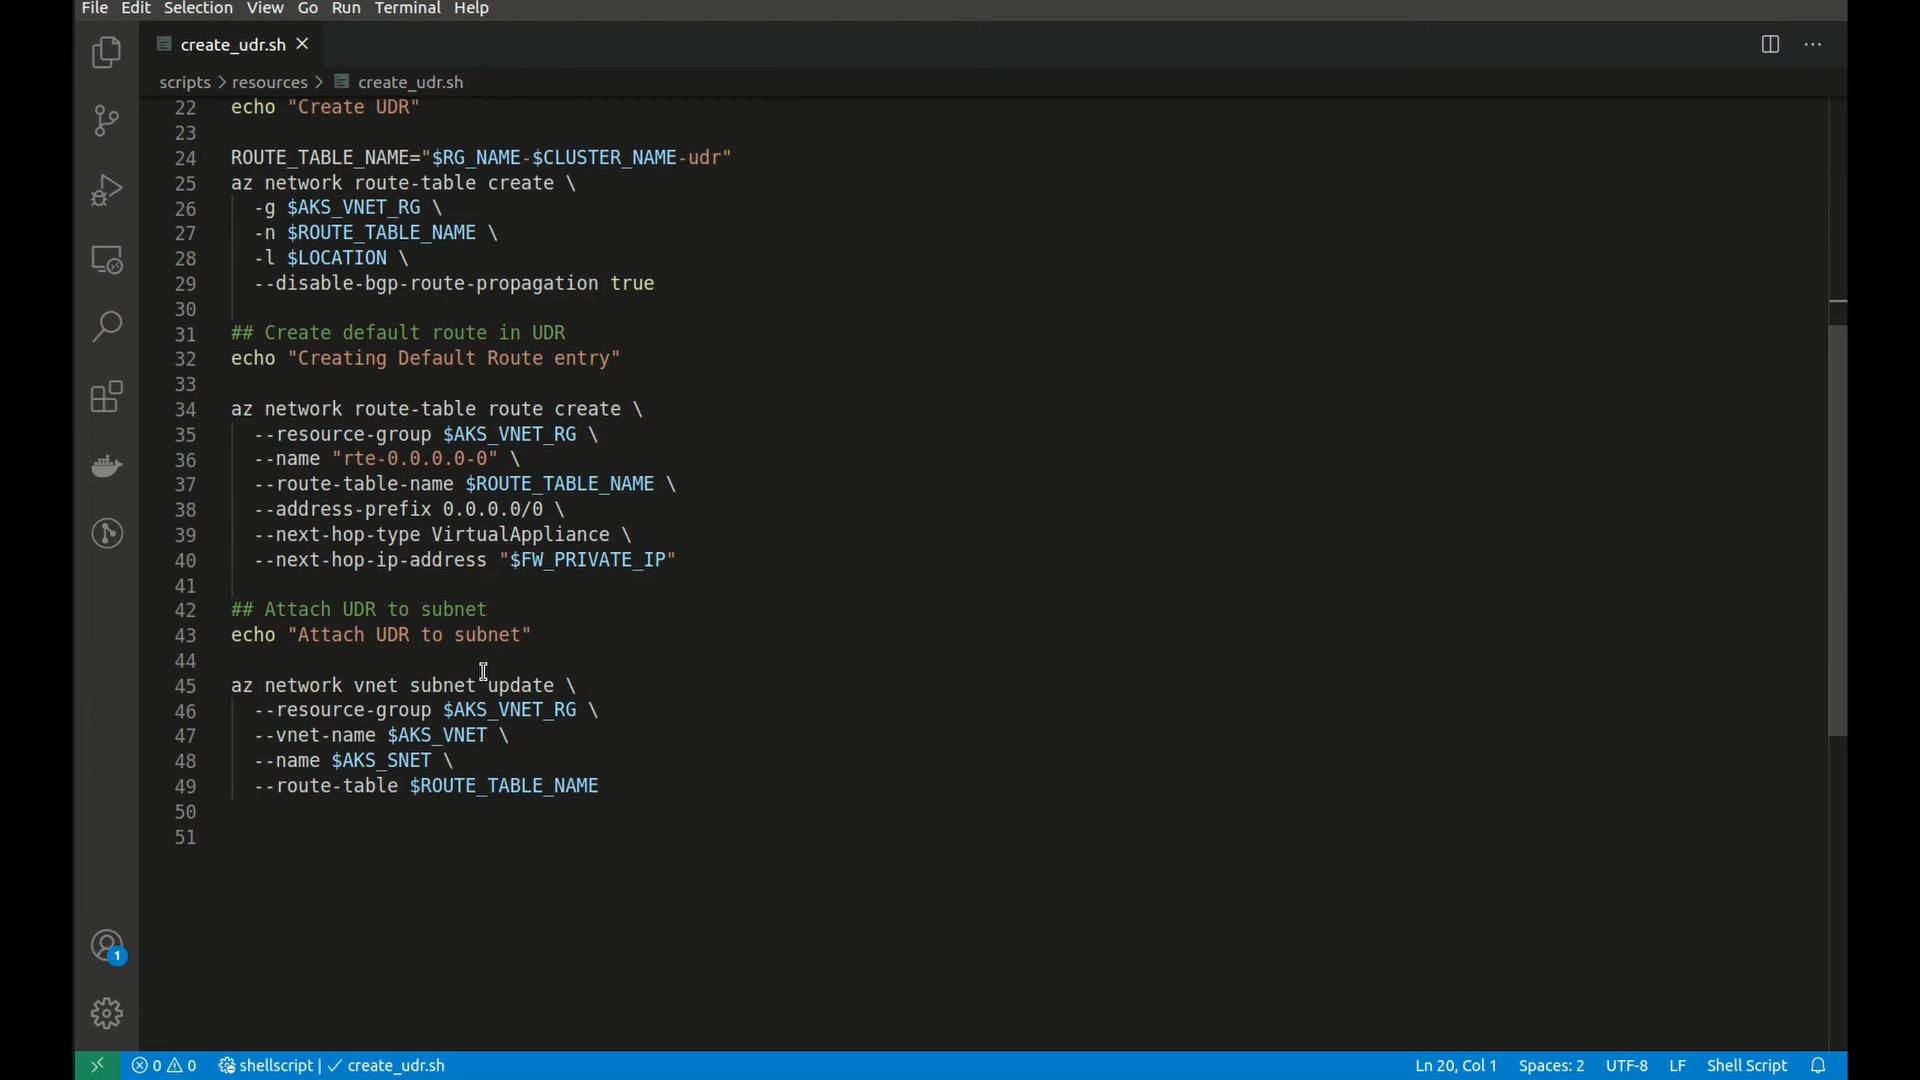 File Edit Selection View Go Run Terminal Help
create_udr.sh
scripts > resources > create_udr.sh
22 echo "Create UDR"
23
24 ROUTE_TABLE_NAME="$RG_NAME-$CLUSTER_NAME-udr"
25 az network route-table create \
26 -g $AKS_VNET_RG \
27 -n $ROUTE_TABLE_NAME \
28 -l $LOCATION \
29 --disable-bgp-route-propagation true
30
31 ## Create default route in UDR
32 echo "Creating Default Route entry"
33
34 az network route-table route create \
35 --resource-group $AKS_VNET_RG \
36 --name "rte-0.0.0.0-0" \
37 --route-table-name $ROUTE_TABLE_NAME \
38 --address-prefix 0.0.0.0/0 \
39 --next-hop-type VirtualAppliance \
40 --next-hop-ip-address "$FW_PRIVATE_IP"
41
42 ## Attach UDR to subnet
43 echo "Attach UDR to subnet"
44
45 az network vnet subnet update \
46 --resource-group $AKS_VNET_RG \
47 --vnet-name $AKS_VNET \
48 --name $AKS_SNET \
49 --route-table $ROUTE_TABLE_NAME
50
51
1
0 0 shellscript | ✓ create_udr.sh Ln 20, Col 1 Spaces: 2 UTF-8 LF Shell Script